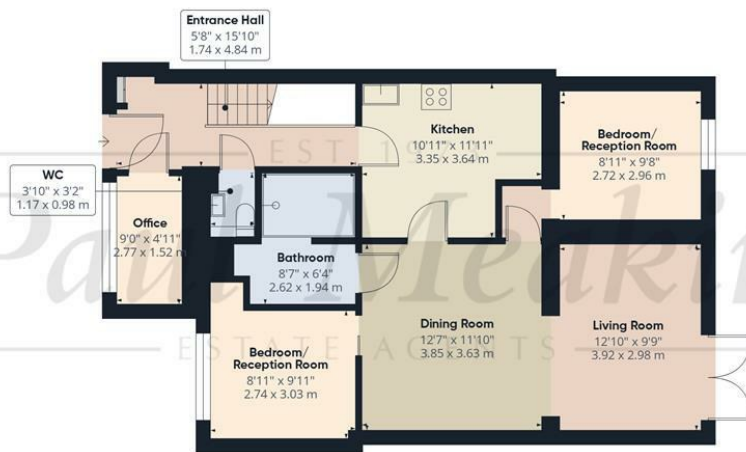 Entrance Hall
5'8" x 15'10"
1.74 x 4.84 m
Kitchen
10'11" x 11'11"
3.35 x 3.64 m
Bedroom/
Reception Room
8'11" x 9'8"
2.72 x 2.96 m
WC
3'10" x 3'2"
1.17 x 0.98 m
Office
9'0" x 4'11"
2.77 x 1.52 m
Bathroom
8'7" x 6'4"
2.62 x 1.94 m
Bedroom/
Reception Room
8'11" x 9'11"
2.74 x 3.03 m
Dining Room
12'7" x 11'10"
3.85 x 3.63 m
Living Room
12'10" x 9'9"
3.92 x 2.98 m
EST 19
Paul Meakin
ESTATE AGENTS